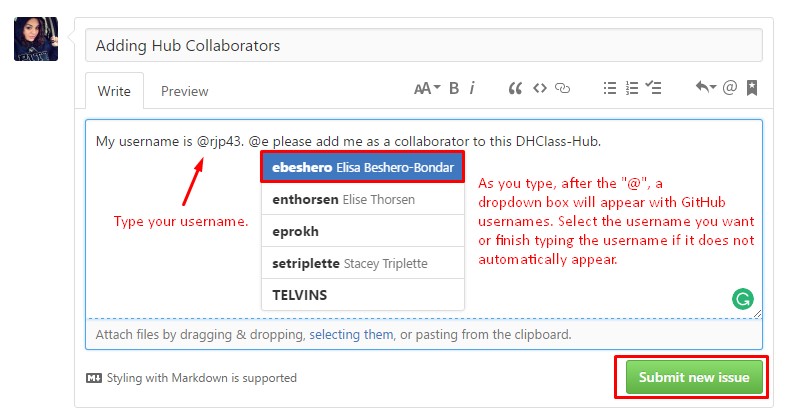 Adding Hub Collaborators
Write
Preview
AA
B
i
My username is @rjp43. @e please add me as a collaborator to this DHClass-Hub.
ebeshero Elisa Beshero-Bondar
enthorsen Elise Thorsen
eprokh
setriplette Stacey Triplette
TELVINS
Type your username.
As you type, after the "@", a
dropdown box will appear with GitHub
usernames. Select the username you want
or finish typing the username if it does not
automatically appear.
Attach files by dragging & dropping, selecting them, or pasting from the clipboard.
Styling with Markdown is supported
Submit new issue